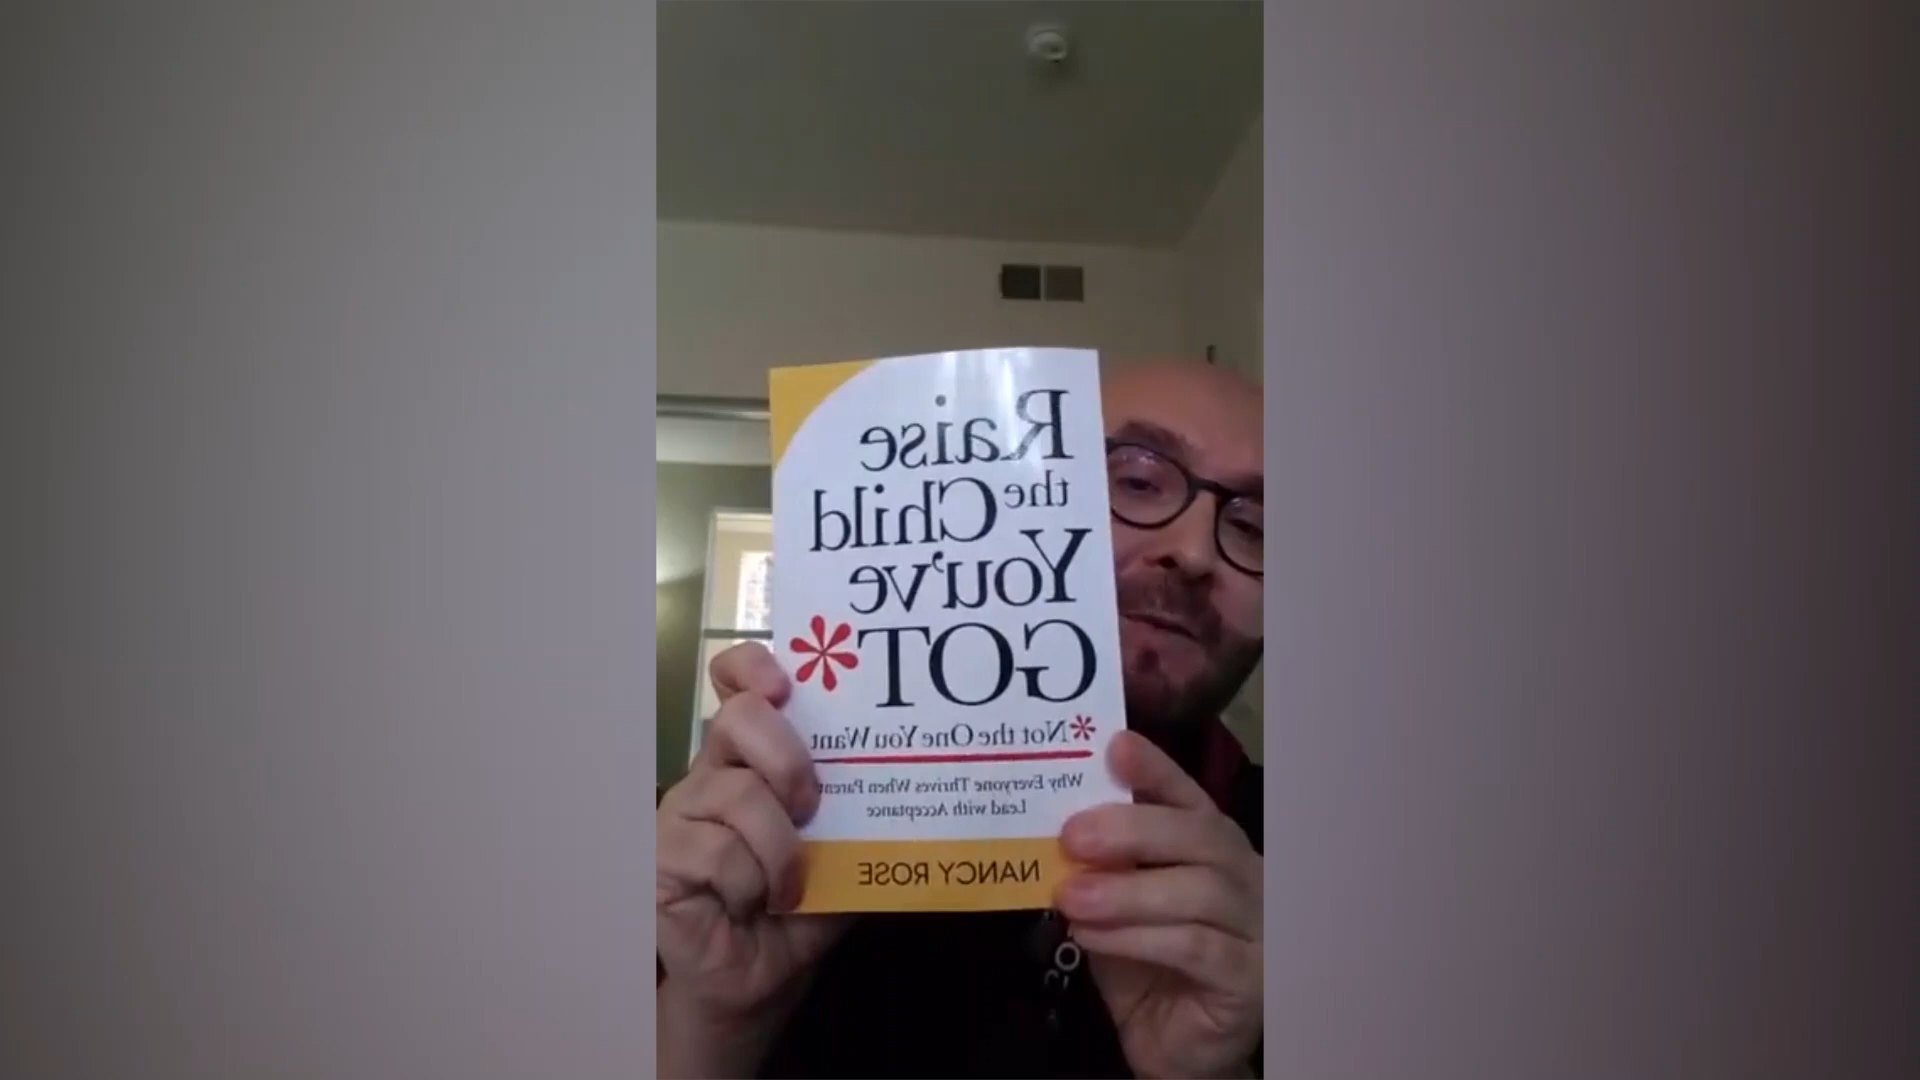 Raise
the Child
You've
GOT*
*Not the One You Want
Why Everyone Thrives When Parent
Lead with Acceptance
NANCY ROSE